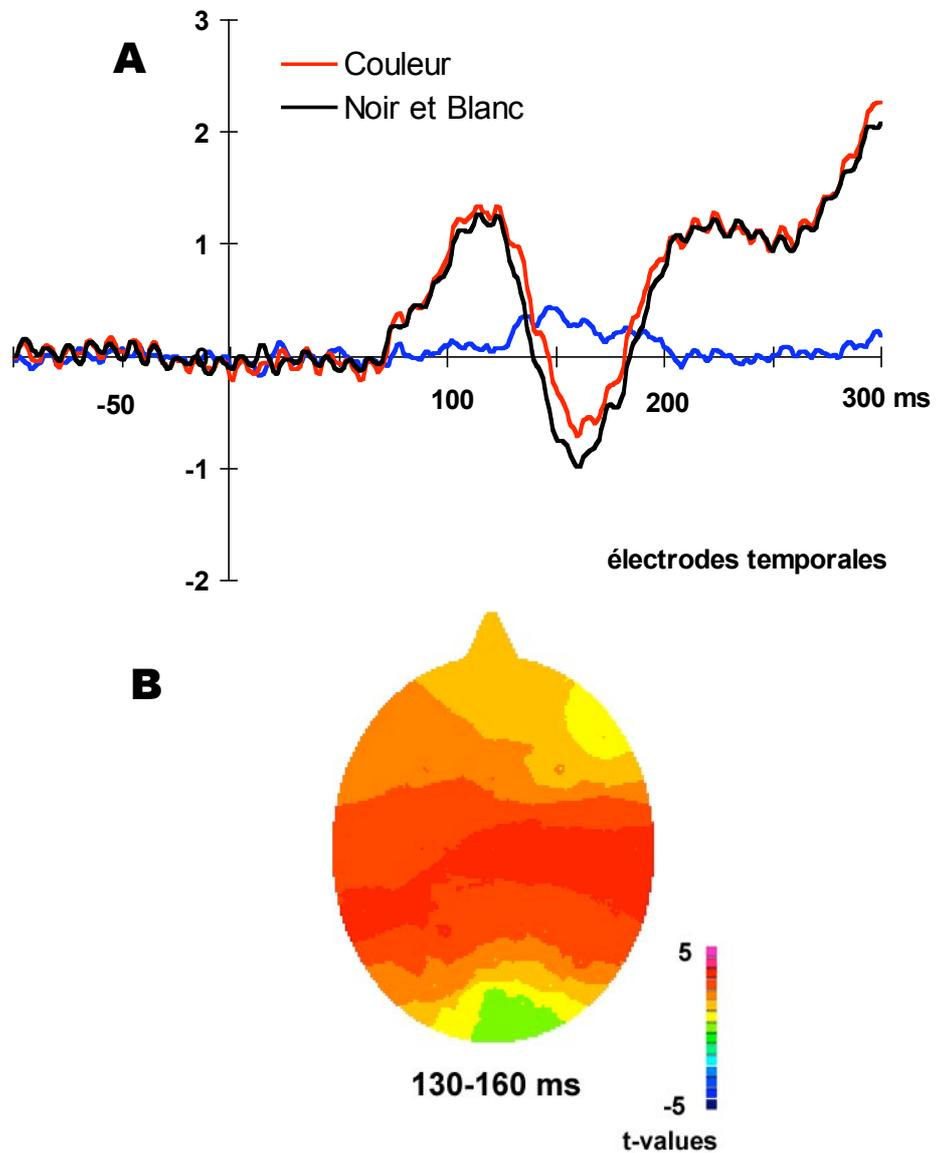 3
A
Couleur
Noir et Blanc
2
1
0
-50
100
200
300 ms
-1
électrodes temporales
-2
B
5
130-160 ms
-5
t-values